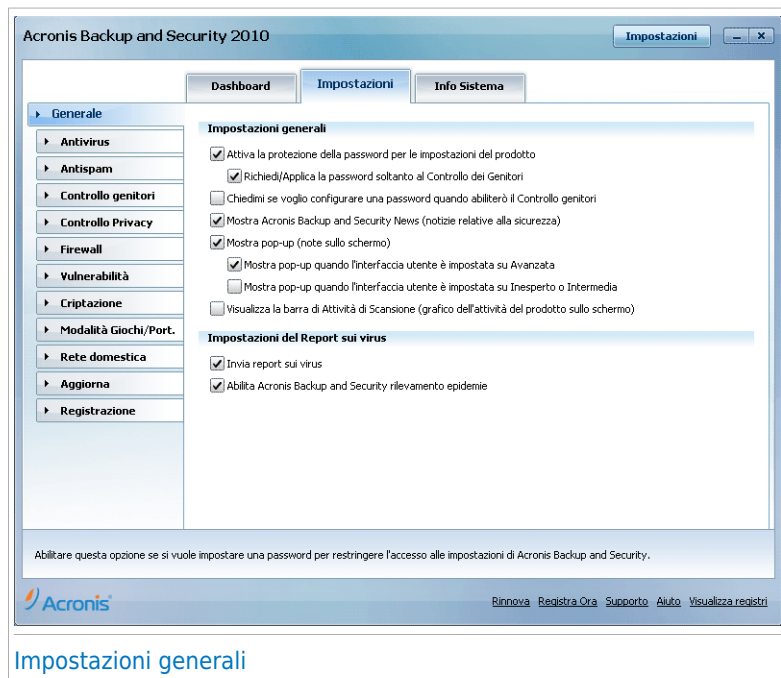 Acronis Backup and Security 2010
Impostazioni
Dashboard
Impostazioni
Info Sistema
Generale
Antivirus
Antispam
Controllo genitori
Controllo Privacy
Firewall
Vulnerabilità
Criptazione
Modalità Giochi/Port.
Rete domestica
Aggiorna
Registrazione
Impostazioni generali
Attiva la protezione della password per le impostazioni del prodotto
Richiedi/Applica la password soltanto al Controllo dei Genitori
Chiedimi se voglio configurare una password quando abiliterò il Controllo genitori
Mostra Acronis Backup and Security News (notizie relative alla sicurezza)
Mostra pop-up (note sullo schermo)
Mostra pop-up quando l'interfaccia utente è impostata su Avanzata
Mostra pop-up quando l'interfaccia utente è impostata su Inesperto o Intermedia
Visualizza la barra di Attività di Scansione (grafico dell'attività del prodotto sullo schermo)
Impostazioni del Report sui virus
Invia report sui virus
Abilita Acronis Backup and Security rilevamento epidemie
Abilitare questa opzione se si vuole impostare una password per restringere l'accesso alle impostazioni di Acronis Backup and Security.
Acronis
Rinnova Registra Ora Supporto Aiuto Visualizza registri
Impostazioni generali